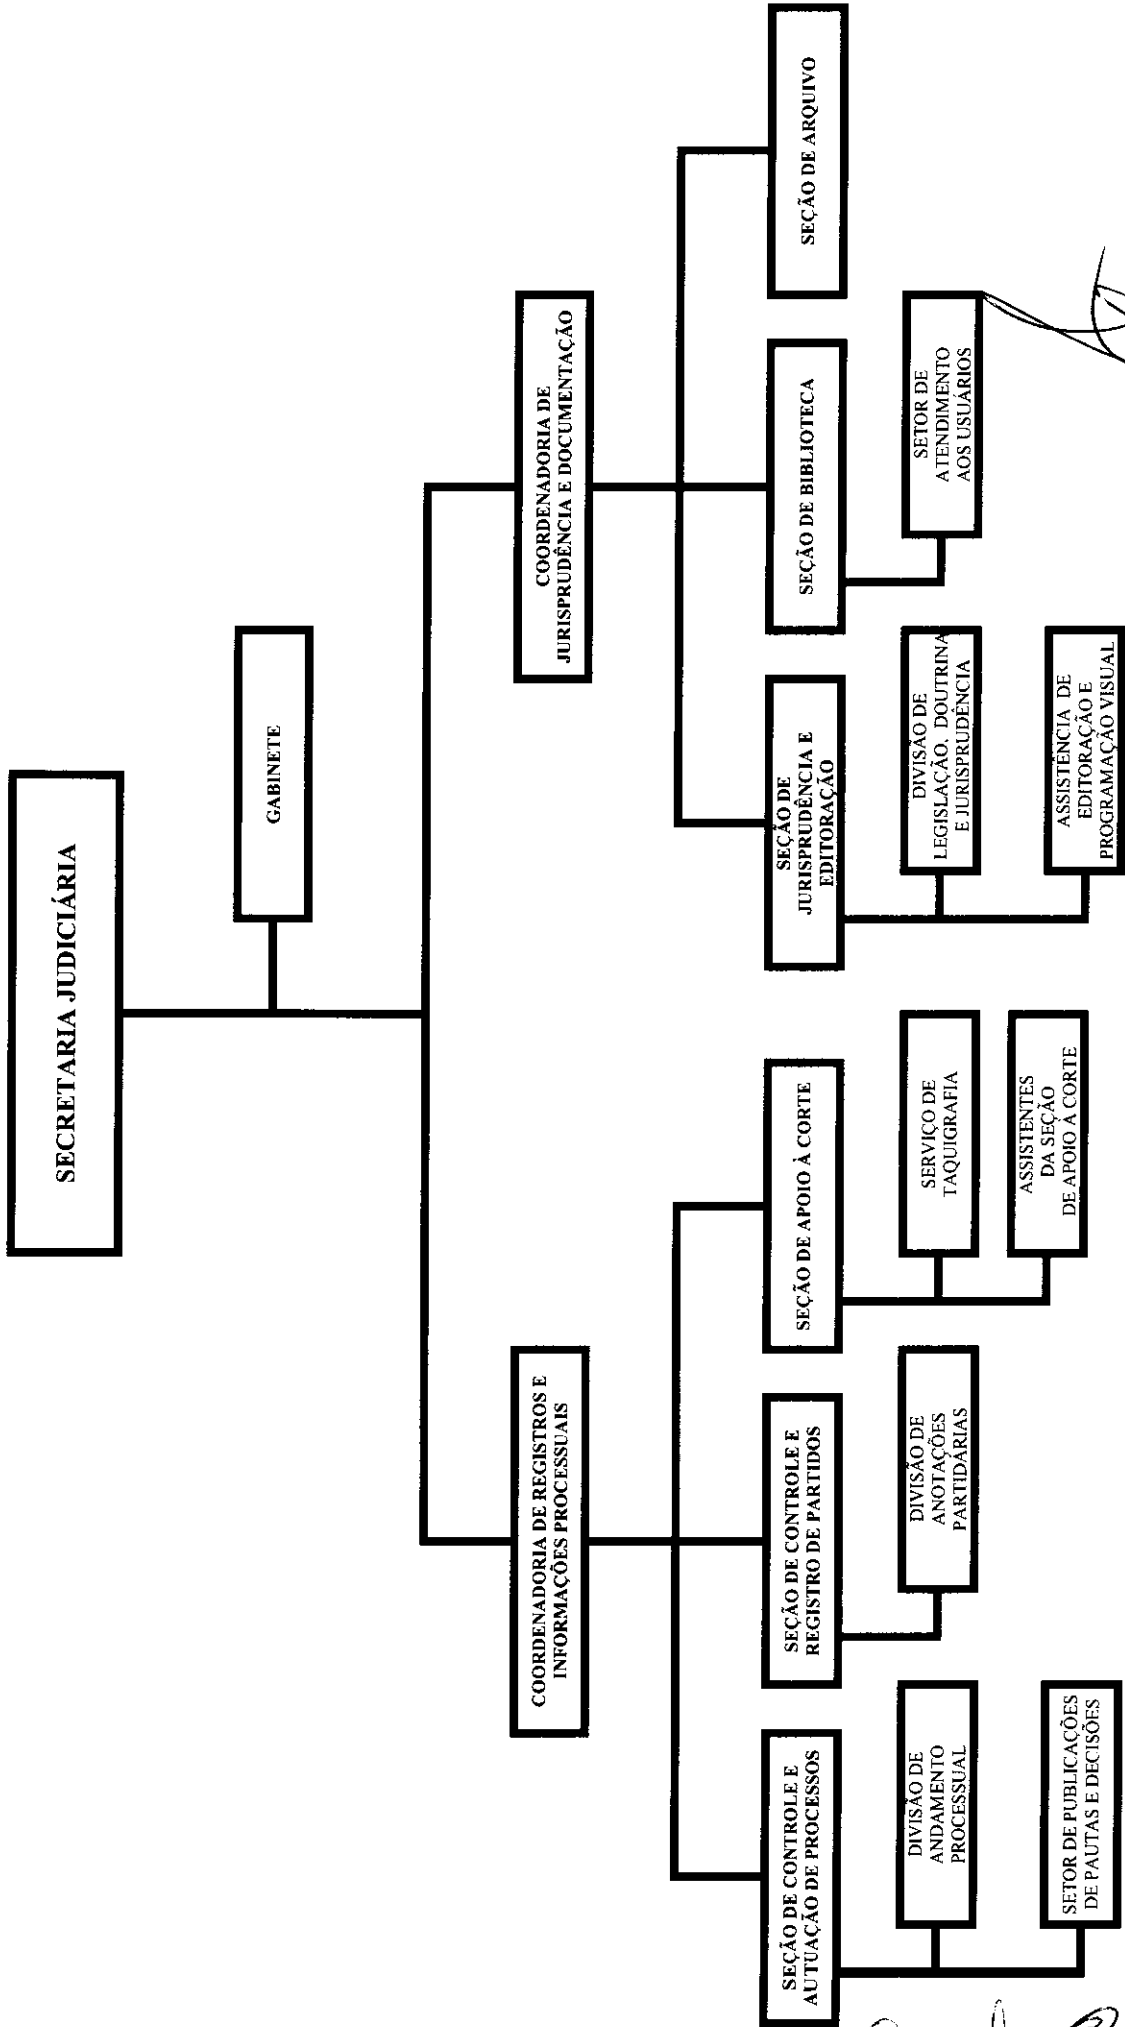 SECRETARIA JUDICIÁRIA
GABINETE
COORDENADORIA DE REGISTROS E
INFORMAÇÕES PROCESSUAIS
COORDENADORIA DE
JURISPRUDÊNCIA E DOCUMENTAÇÃO
SEÇÃO DE CONTROLE E
AUTUAÇÃO DE PROCESSOS
SEÇÃO DE CONTROLE E
REGISTRO DE PARTIDOS
SEÇÃO DE APOIO À CORTE
SEÇÃO DE
JURISPRUDÊNCIA E
EDITORAÇÃO
SEÇÃO DE BIBLIOTECA
SEÇÃO DE ARQUIVO
DIVISÃO DE
ANDAMENTO
PROCESSUAL
DIVISÃO DE
ANOTAÇÕES
PARTIDÁRIAS
SERVIÇO DE
TAQUIGRAFIA
DIVISÃO DE
LEGISLAÇÃO, DOUTRINA
E JURISPRUDÊNCIA
SETOR DE
ATENDIMENTO
AOS USUÁRIOS
SETOR DE PUBLICAÇÕES
DE PAUTAS E DECISÕES
ASSISTENTES
DA SEÇÃO
DE APOIO À CORTE
ASSISTENCIA DE
EDITORAÇÃO E
PROGRAMAÇÃO VISUAL